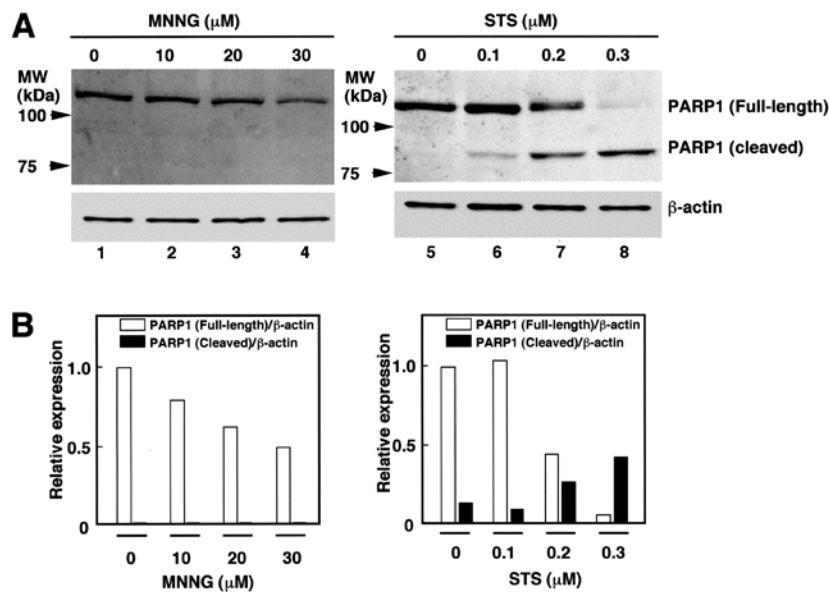 A
MNNG (μM)
0 10 20 30
MW
(kDa)
100
75
1 2 3 4
STS (μM)
0 0.1 0.2 0.3
MW
(kDa)
100
75
PARP1 (Full-length)
PARP1 (cleaved)
β-actin
5 6 7 8
B
PARP1 (Full-length)/β-actin
PARP1 (Cleaved)/β-actin
Relative expression
1.0
0.5
0
0 10 20 30
MNNG (μM)
PARP1 (Full-length)/β-actin
PARP1 (Cleaved)/β-actin
Relative expression
1.0
0.5
0
0 0.1 0.2 0.3
STS (μM)